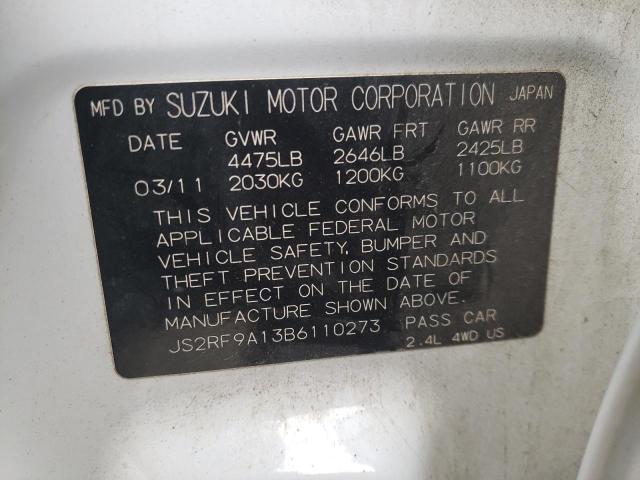 MFD BY SUZUKI MOTOR CORPORATION JAPAN
DATE GVWR GAWR FRT GAWR RR
4475LB 2646LB 2425LB
03/11 2030KG 1200KG 1100KG
THIS VEHICLE CONFORMS TO ALL
APPLICABLE FEDERAL MOTOR
VEHICLE SAFETY, BUMPER AND
THEFT PREVENTION STANDARDS
IN EFFECT ON THE DATE OF
MANUFACTURE SHOWN ABOVE.
JS2RF9A13B6110273 PASS CAR
2.4L 4WD US